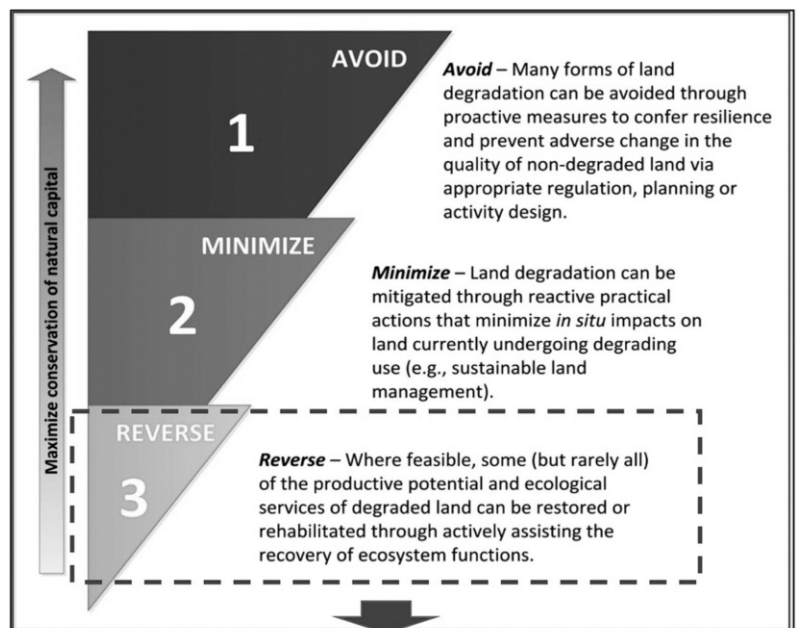 Maximize conservation of natural capital
AVOID
1
Avoid – Many forms of land
degradation can be avoided through
proactive measures to confer resilience
and prevent adverse change in the
quality of non-degraded land via
appropriate regulation, planning or
activity design.
MINIMIZE
2
Minimize – Land degradation can be
mitigated through reactive practical
actions that minimize in situ impacts on
land currently undergoing degrading
use (e.g., sustainable land
management).
REVERSE
3
Reverse – Where feasible, some (but rarely all)
of the productive potential and ecological
services of degraded land can be restored or
rehabilitated through actively assisting the
recovery of ecosystem functions.